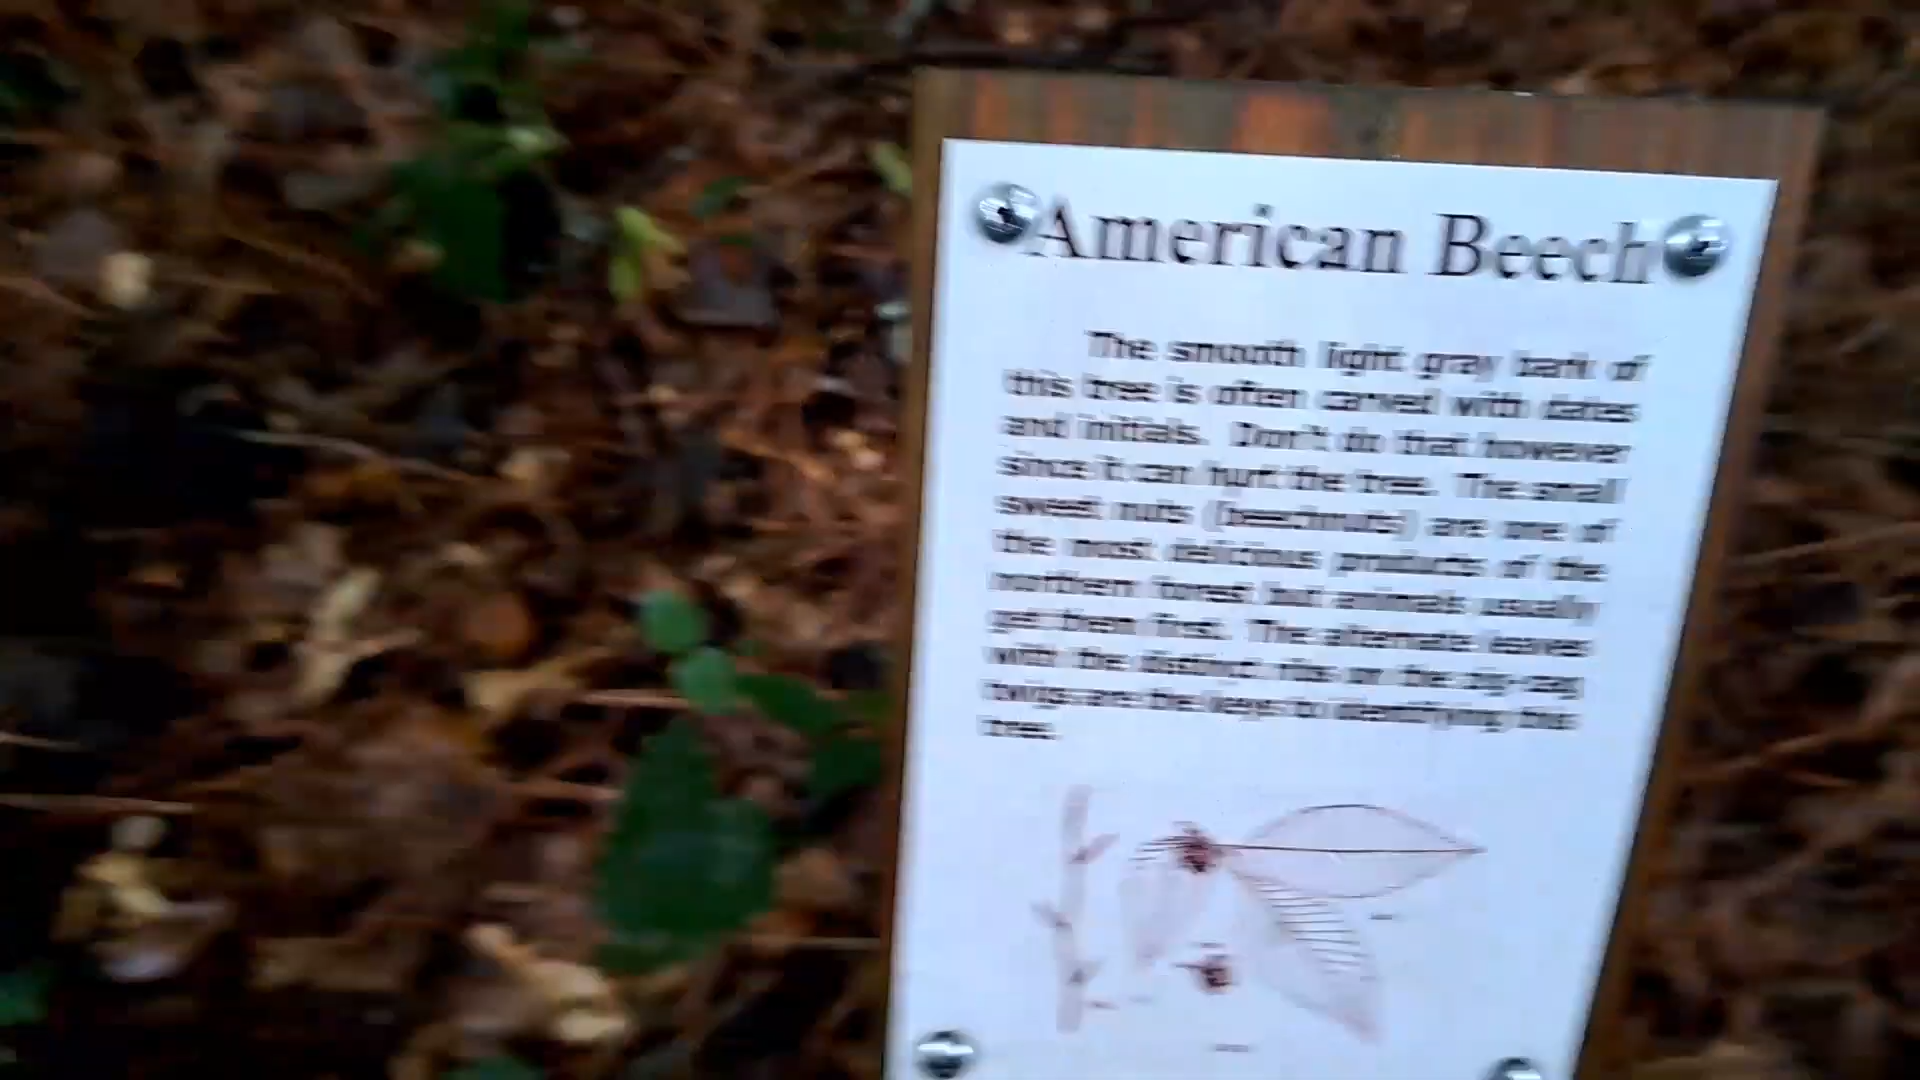 American Beech
The smooth light gray bark of
this tree is often carved with dates
and initials. Don't do that however
since it can hurt the tree. The small
sweet nuts (beechnuts) are one of
the most delicious products of the
northern forest but animals usually
get them first. The alternate leaves
with the distinct ribs or the zig-zag
twigs are the keys to identifying this
tree.